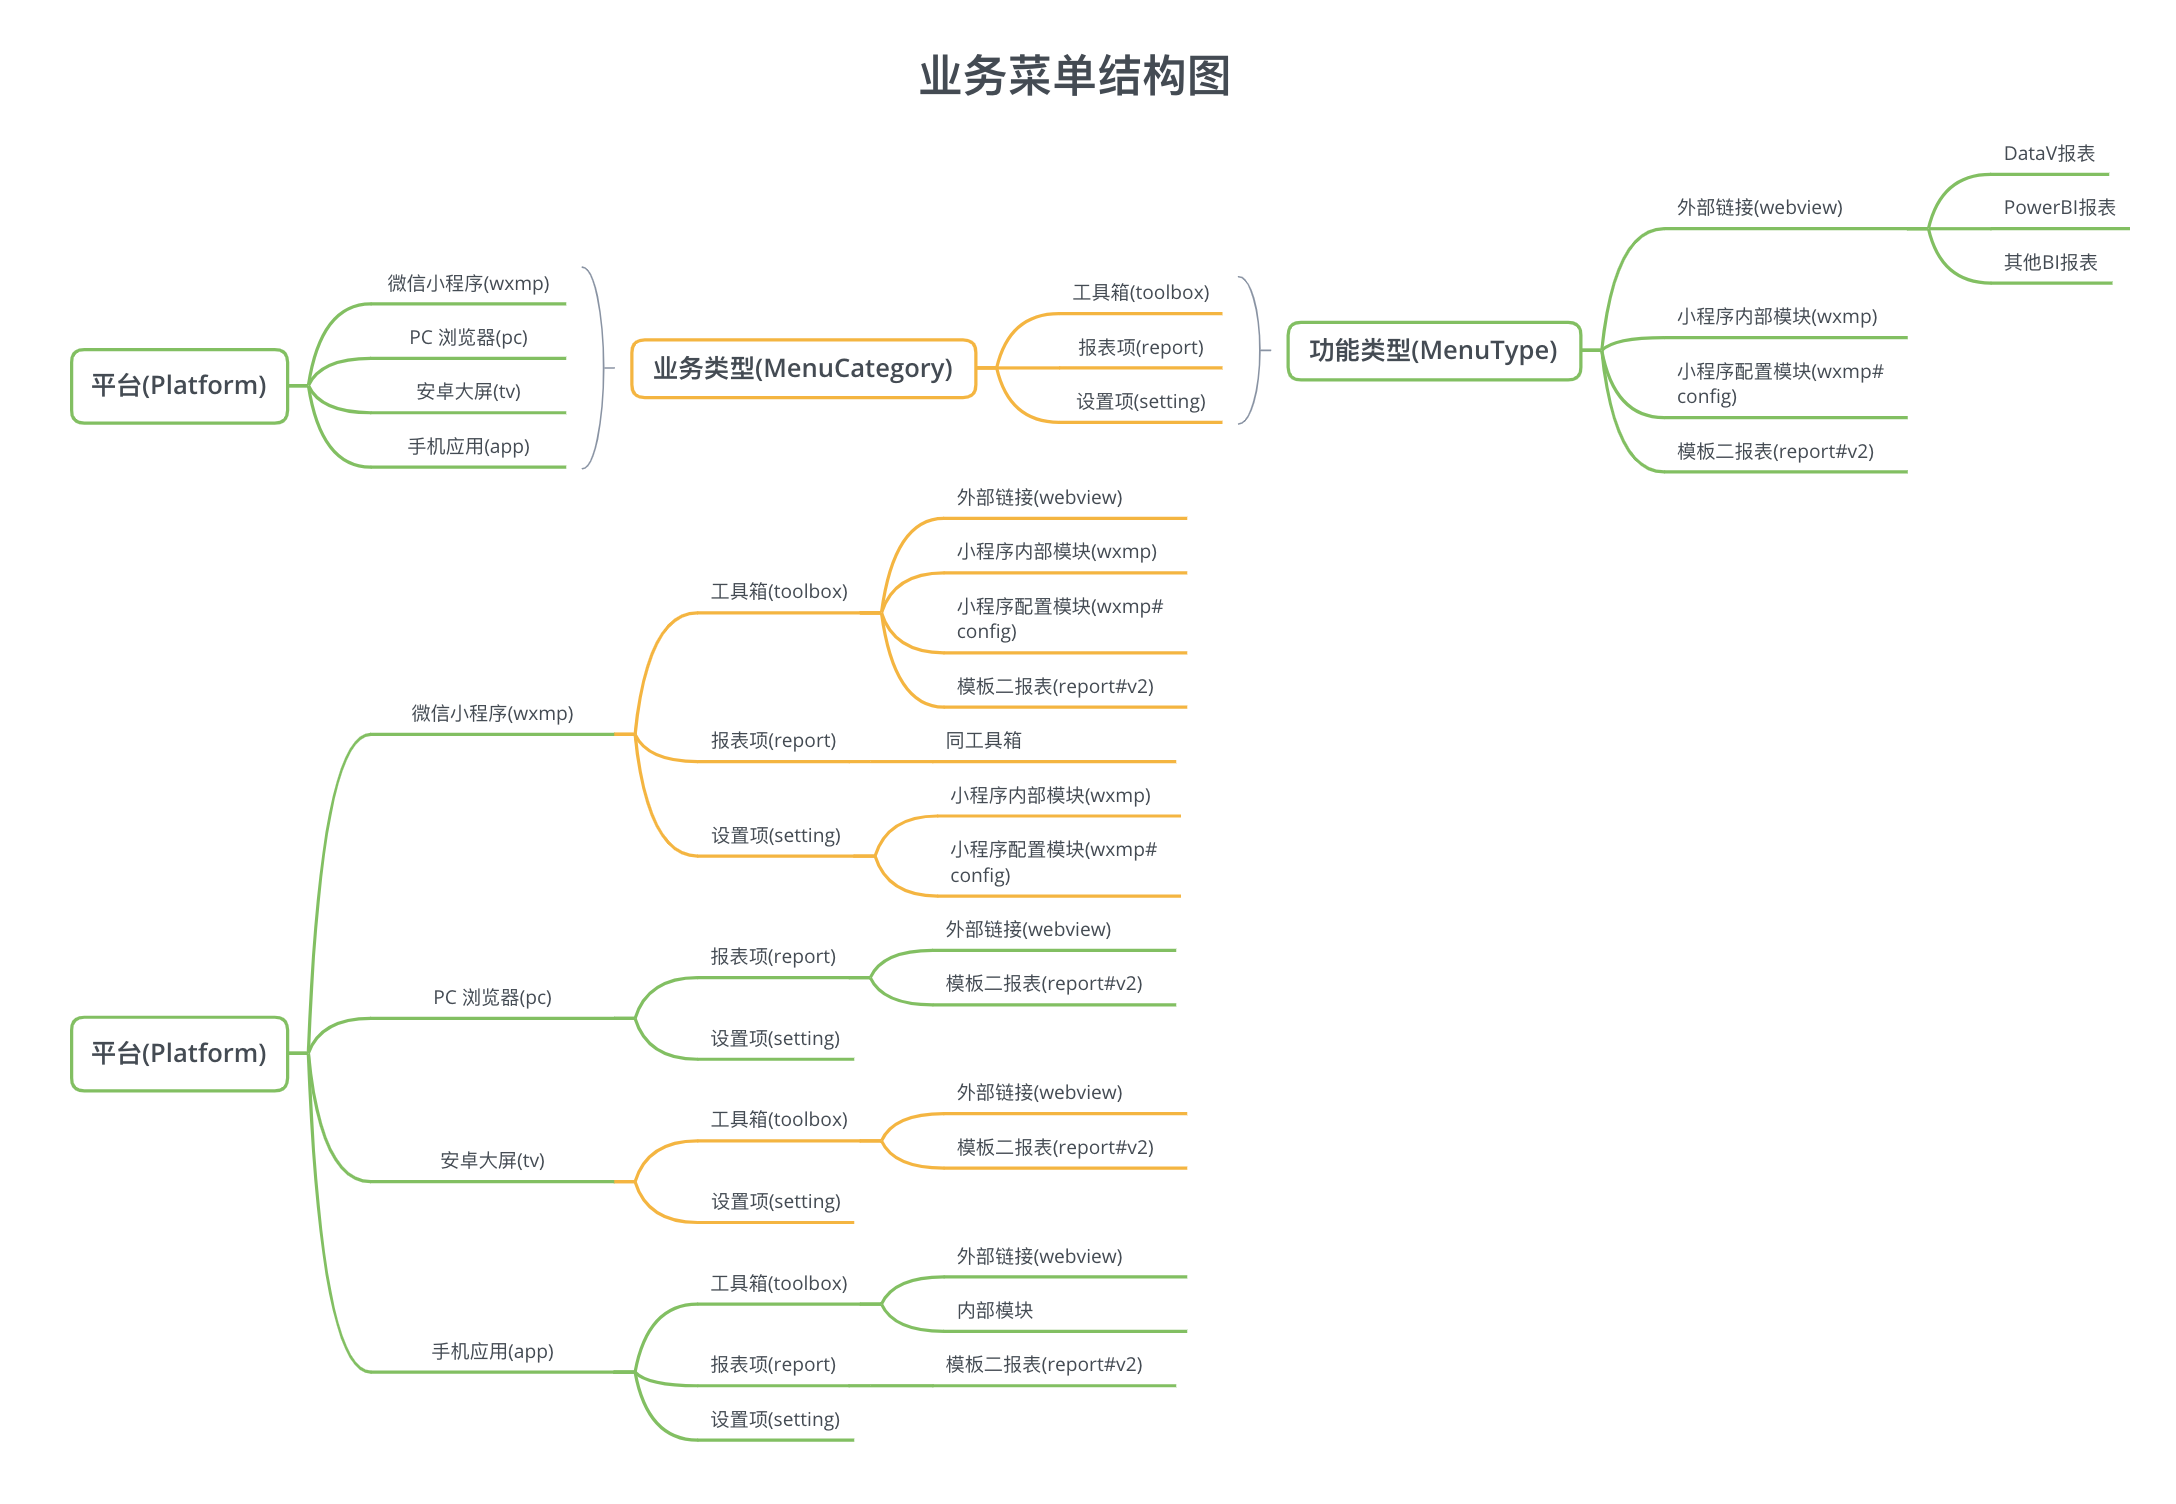 业务菜单结构图
平台(Platform)
微信小程序(wxmp)
PC 浏览器(pc)
安卓大屏(tv)
手机应用(app)
业务类型(MenuCategory)
工具箱(toolbox)
报表项(report)
设置项(setting)
功能类型(MenuType)
外部链接(webview)
DataV报表
PowerBI报表
其他BI报表
小程序内部模块(wxmp)
小程序配置模块(wxmp#
config)
模板二报表(report#v2)
平台(Platform)
微信小程序(wxmp)
工具箱(toolbox)
外部链接(webview)
小程序内部模块(wxmp)
小程序配置模块(wxmp#
config)
模板二报表(report#v2)
报表项(report)
同工具箱
设置项(setting)
小程序内部模块(wxmp)
小程序配置模块(wxmp#
config)
PC 浏览器(pc)
报表项(report)
外部链接(webview)
模板二报表(report#v2)
设置项(setting)
安卓大屏(tv)
工具箱(toolbox)
外部链接(webview)
模板二报表(report#v2)
设置项(setting)
手机应用(app)
工具箱(toolbox)
外部链接(webview)
内部模块
报表项(report)
模板二报表(report#v2)
设置项(setting)